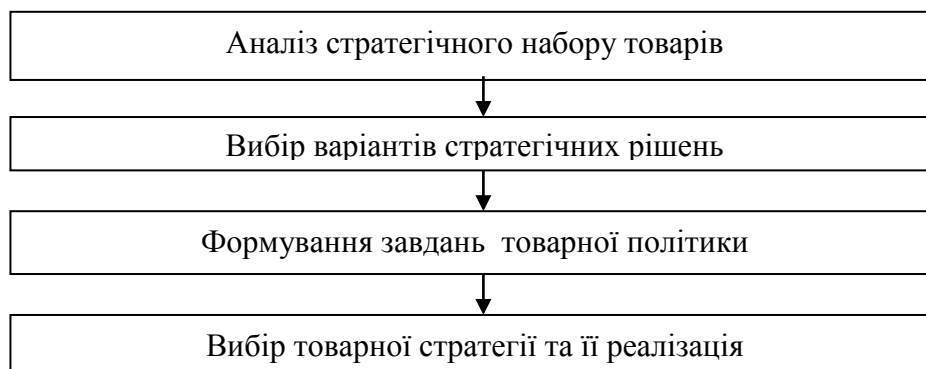 Аналіз стратегічного набору товарів
Вибір варіантів стратегічних рішень
Формування завдань товарної політики
Вибір товарної стратегії та її реалізація